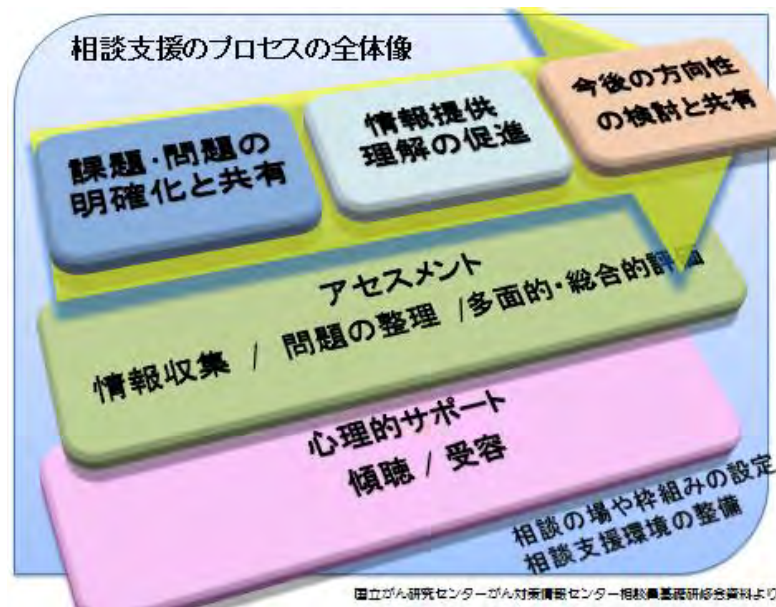 相談支援のプロセスの全体像
課題・問題の
明確化と共有
情報提供
理解の促進
今後の方向性
の検討と共有
アセスメント
情報収集 / 問題の整理 /多面的・総合的評価
心理的サポート
傾聴 / 受容
相談の場や枠組みの設定
相談支援環境の整備
国立がん研究センターがん対策情報センター相談員基礎研修会資料より